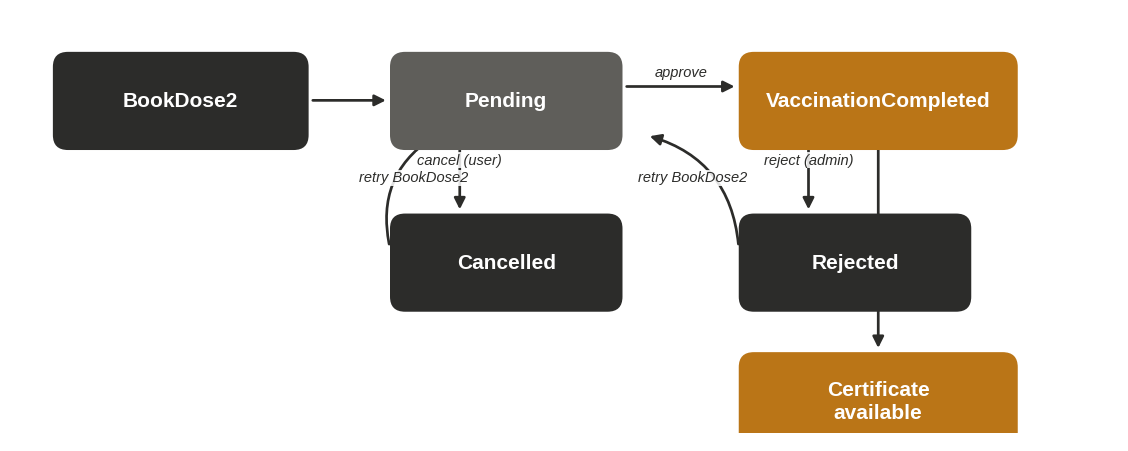 BookDose2
Pending
approve
VaccinationCompleted
cancel (user)
retry BookDose2
reject (admin)
retry BookDose2
Cancelled
Rejected
Certificate
available